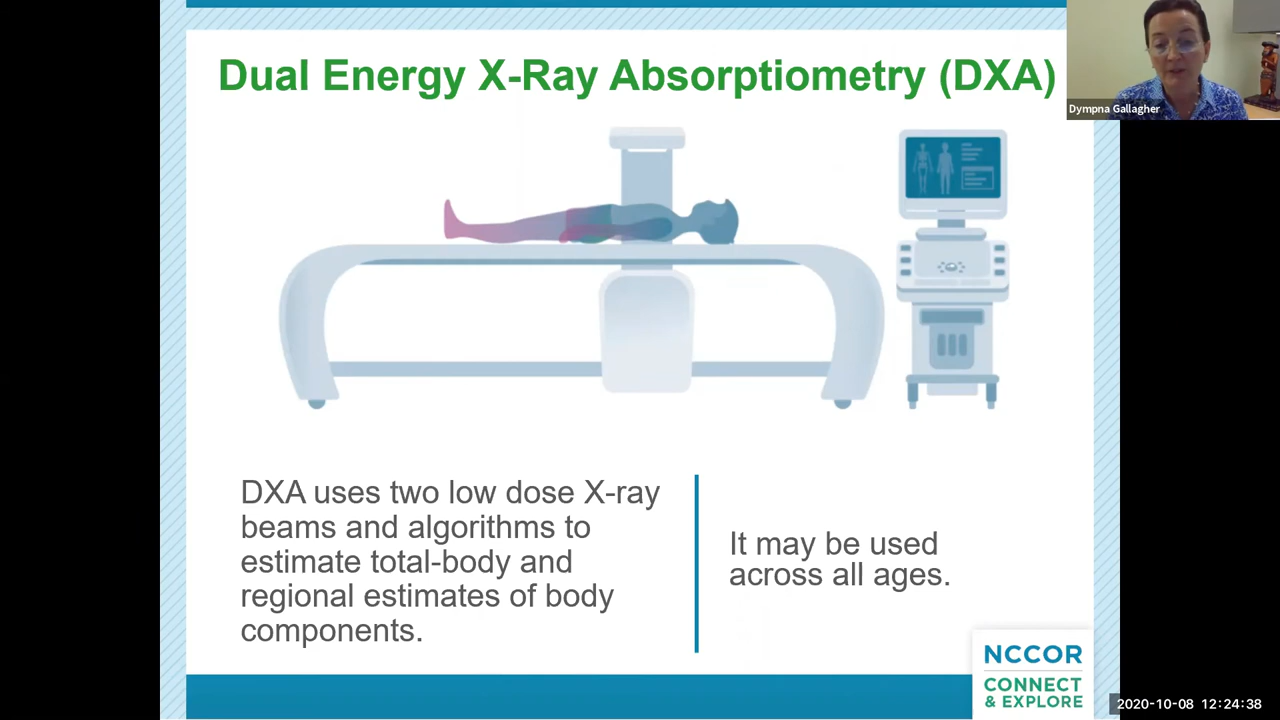 Dual Energy X-Ray Absorptiometry (DXA)
Dympna Gallagher
DXA uses two low dose X-ray
beams and algorithms to
estimate total-body and
regional estimates of body
components.
It may be used
across all ages.
NCCOR
CONNECT
& EXPLORE
2020-10-08 12:24:38